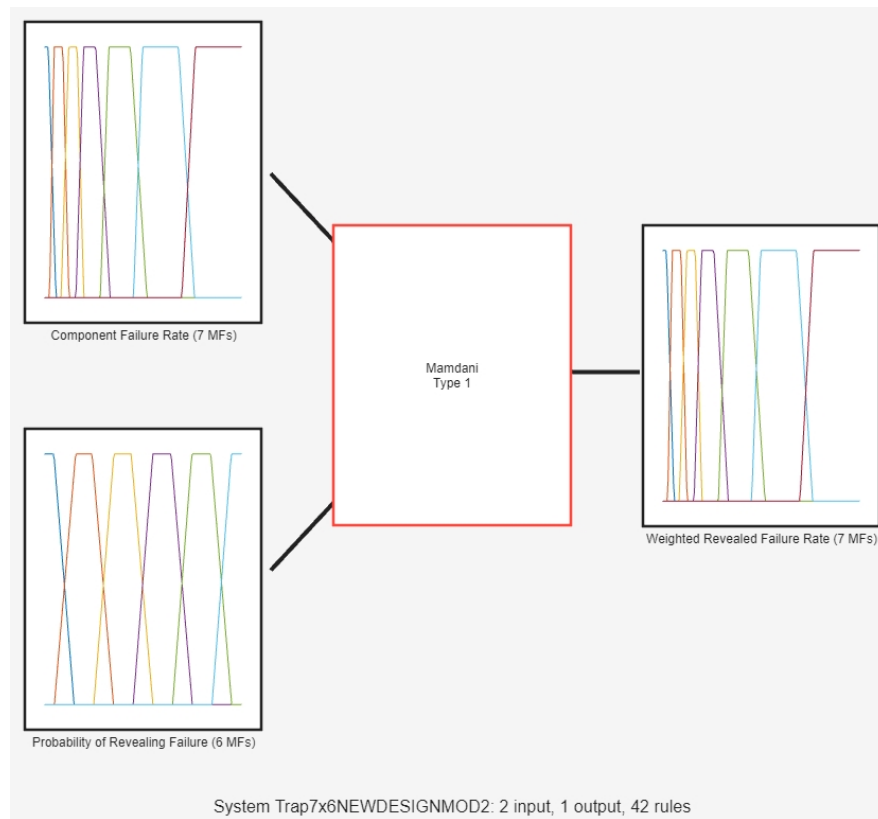 Component Failure Rate (7 MFs)
Mamdani
Type 1
Weighted Revealed Failure Rate (7 MFs)
Probability of Revealing Failure (6 MFs)
System Trap7x6NEWDESIGNMOD2: 2 input, 1 output, 42 rules